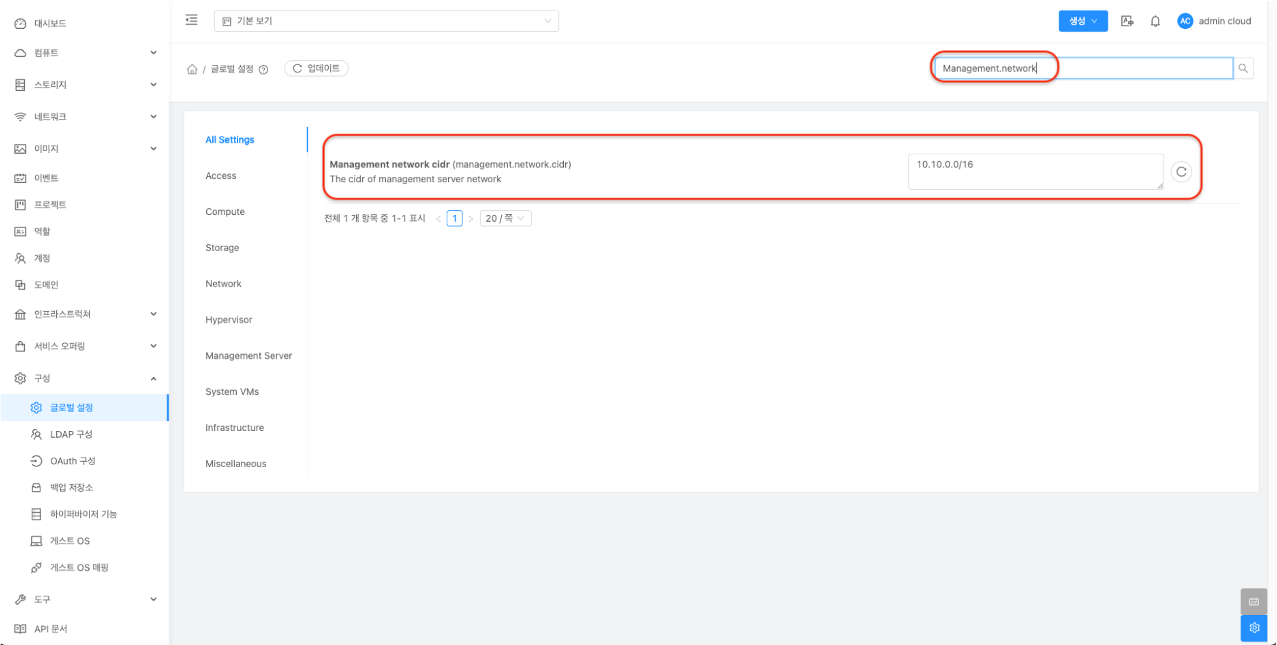 대시보드
컴퓨트
스토리지
네트워크
이미지
이벤트
프로젝트
역할
계정
도메인
인프라스트럭쳐
서비스 오퍼링
구성
글로벌 설정
LDAP 구성
OAuth 구성
백업 저장소
하이퍼바이저 기능
게스트 OS
게스트 OS 매핑
도구
API 문서
기본 보기
생성
AC admin cloud
/ 글로벌 설정
업데이트
Management.network
All Settings
Access
Compute
Storage
Network
Hypervisor
Management Server
System VMs
Infrastructure
Miscellaneous
Management network cidr (management.network.cidr)
The cidr of management server network
10.10.0.0/16
전체 1 개 항목 중 1-1 표시 < 1 > 20 / 쪽